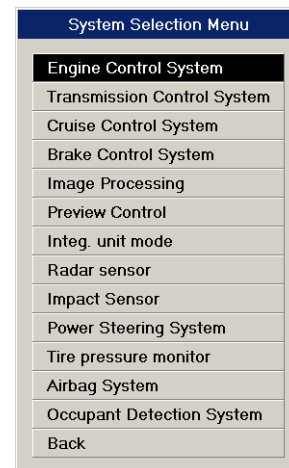 System Selection Menu
Engine Control System
Transmission Control System
Cruise Control System
Brake Control System
Image Processing
Preview Control
Integ. unit mode
Radar sensor
Impact Sensor
Power Steering System
Tire pressure monitor
Airbag System
Occupant Detection System
Back